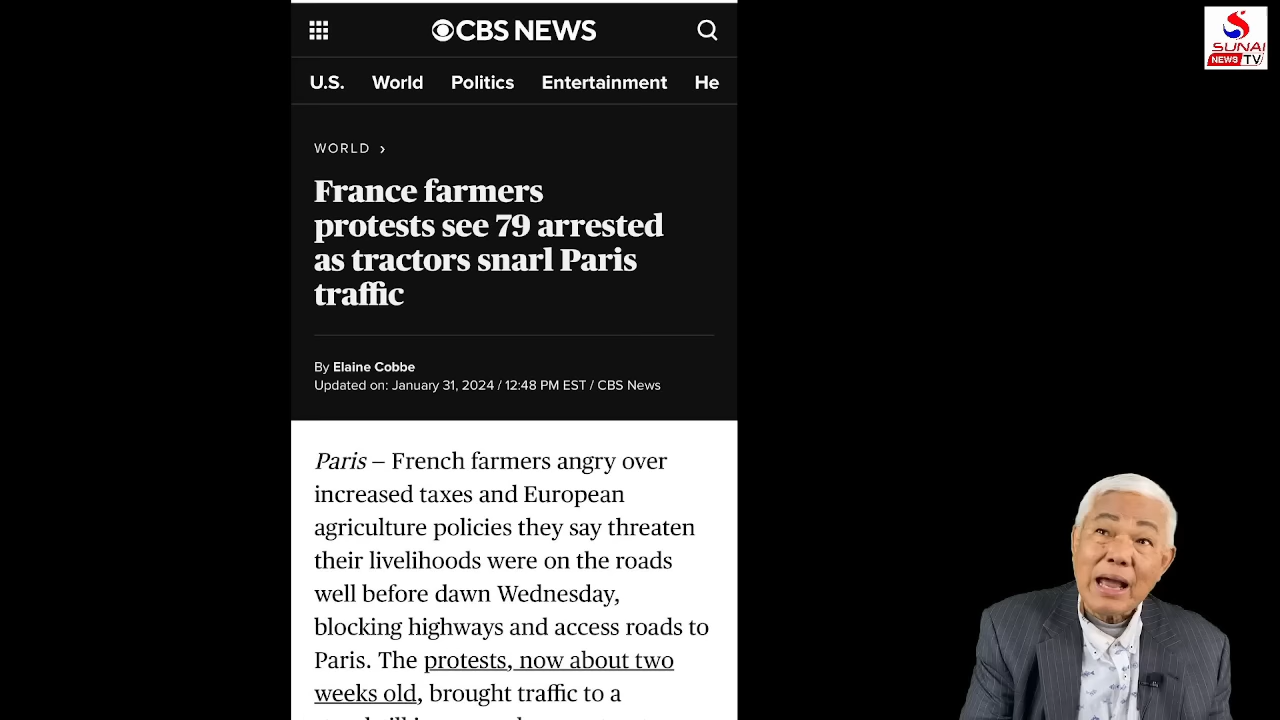 CBS NEWS
U.S. World Politics Entertainment He
WORLD ›
France farmers
protests see 79 arrested
as tractors snarl Paris
traffic
By Elaine Cobbe
Updated on: January 31, 2024 / 12:48 PM EST / CBS News
Paris — French farmers angry over
increased taxes and European
agriculture policies they say threaten
their livelihoods were on the roads
well before dawn Wednesday,
blocking highways and access roads to
Paris. The protests, now about two
weeks old, brought traffic to a
SUNAI
NEWS TV